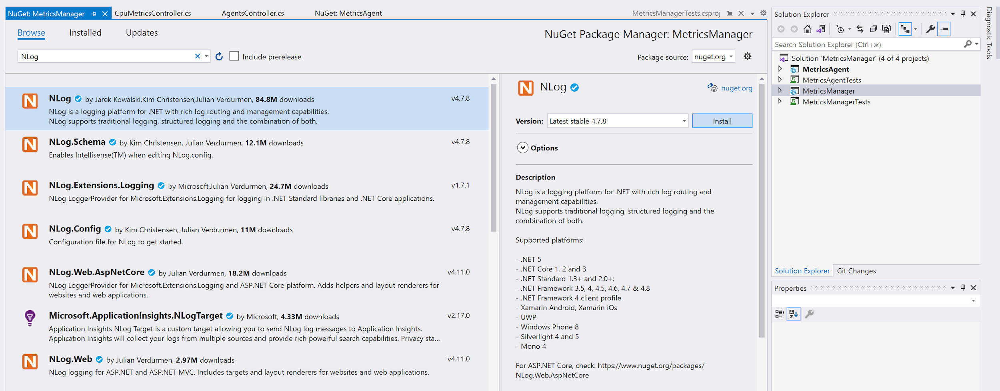 NuGet: MetricsManager
CpuMetricsController.cs
AgentsController.cs
NuGet: MetricsAgent
MetricsManagerTests.csproj
Browse
Installed
Updates
NuGet Package Manager: MetricsManager
NLog
Include prerelease
Package source: nuget.org
NLog by Jarek Kowalski,Kim Christensen,Julian Verdurmen, 84.8M downloads
v4.7.8
NLog is a logging platform for .NET with rich log routing and management capabilities.
NLog supports traditional logging, structured logging and the combination of both.
NLog.Schema by Kim Christensen, Julian Verdurmen, 12.1M downloads
v4.7.8
Enables Intellisense(TM) when editing NLog.config.
NLog.Extensions.Logging by Microsoft,Julian Verdurmen, 24.7M downloads
v1.7.1
NLog LoggerProvider for Microsoft.Extensions.Logging for logging in .NET Standard libraries and .NET Core applications.
NLog.Config by Kim Christensen, Julian Verdurmen, 11M downloads
v4.7.8
Configuration file for NLog to get started.
NLog.Web.AspNetCore by Julian Verdurmen, 18.2M downloads
v4.11.0
NLog LoggerProvider for Microsoft.Extensions.Logging and ASP.NET Core platform. Adds helpers and layout renderers for
websites and web applications.
Microsoft.ApplicationInsights.NLogTarget by Microsoft, 4.33M downloads
v2.17.0
Application Insights NLog Target is a custom target allowing you to send NLog log messages to Application Insights.
Application Insights will collect your logs from multiple sources and provide rich powerful search capabilities. Privacy sta...
NLog.Web by Julian Verdurmen, 2.97M downloads
v4.11.0
NLog logging for ASP.NET and ASP.NET MVC. Includes targets and layout renderers for websites and web applications.
NLog
nuget.org
Version: Latest stable 4.7.8
Install
Options
Description
NLog is a logging platform for .NET with rich log routing and
management capabilities.
NLog supports traditional logging, structured logging and the
combination of both.
Supported platforms:
- .NET 5
- .NET Core 1, 2 and 3
- .NET Standard 1.3+ and 2.0+;
- .NET Framework 3.5, 4, 4.5, 4.6, 4.7 & 4.8
- .NET Framework 4 client profile
- Xamarin Android, Xamarin iOs
- UWP
- Windows Phone 8
- Silverlight 4 and 5
- Mono 4
For ASP.NET Core, check: https://www.nuget.org/packages/
NLog.Web.AspNetCore
Solution Explorer
Search Solution Explorer (Ctrl+ж)
Solution 'MetricsManager' (4 of 4 projects)
MetricsAgent
MetricsAgentTests
MetricsManager
MetricsManagerTests
Solution Explorer
Git Changes
Properties
Diagnostic Tools